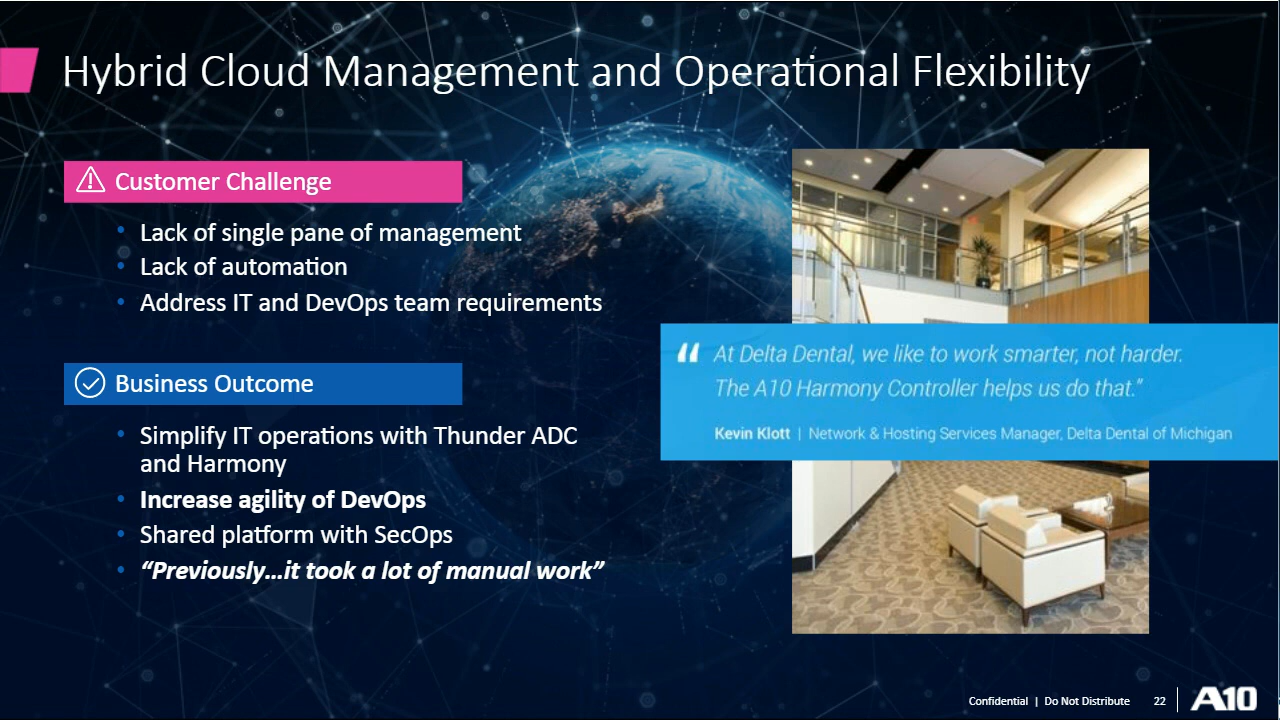 Hybrid Cloud Management and Operational Flexibility
Customer Challenge
• Lack of single pane of management
• Lack of automation
• Address IT and DevOps team requirements
Business Outcome
• Simplify IT operations with Thunder ADC
and Harmony
• Increase agility of DevOps
• Shared platform with SecOps
• “Previously…it took a lot of manual work”
“ At Delta Dental, we like to work smarter, not harder.
The A10 Harmony Controller helps us do that.”
Kevin Klott | Network & Hosting Services Manager, Delta Dental of Michigan
Confidential | Do Not Distribute 22 A10